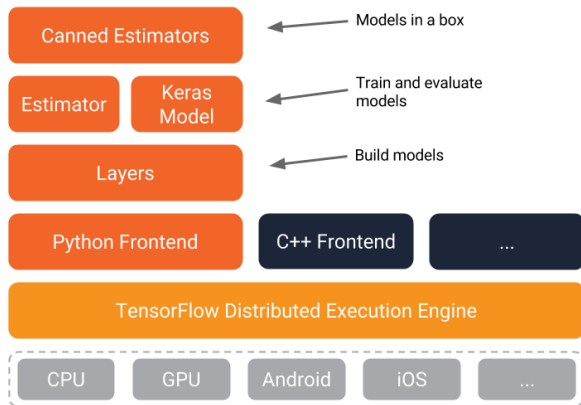 Canned Estimators
Models in a box
Estimator
Keras
Model
Train and evaluate
models
Layers
Build models
Python Frontend
C++ Frontend
...
TensorFlow Distributed Execution Engine
CPU
GPU
Android
iOS
...